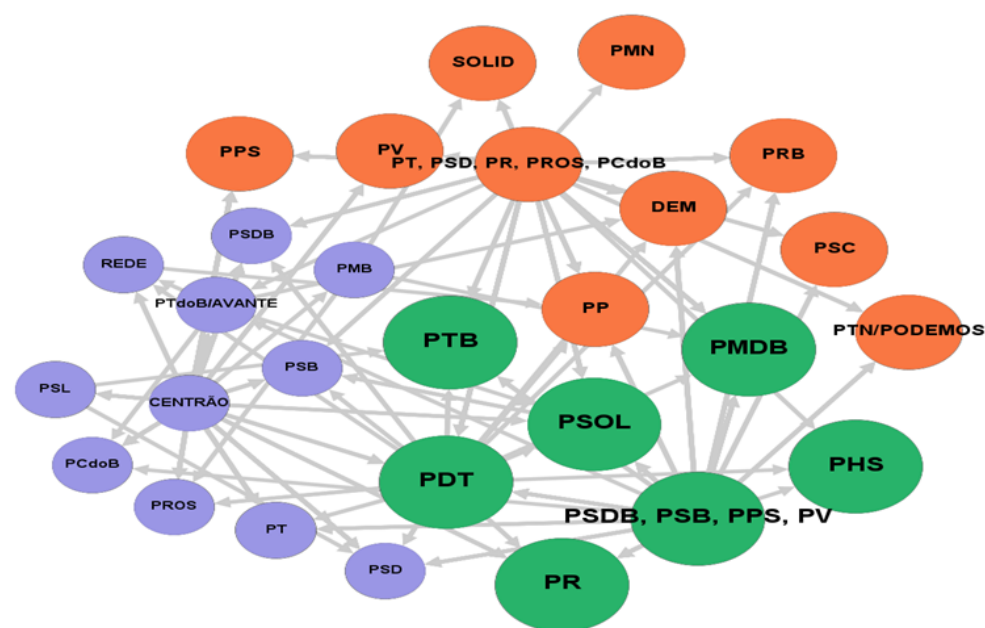 PMN
SOLID
PV
PPS
PT, PSD, PR, PROS, PCdoB
PRB
DEM
PSDB
PSC
REDE
PMB
PTdoB/AVANTE
PP
PTN/PODEMOS
PTB
PMDB
PSB
PSL
CENTRÃO
PSOL
PCdoB
PDT
PHS
PROS
PSDB, PSB, PPS, PV
PT
PSD
PR